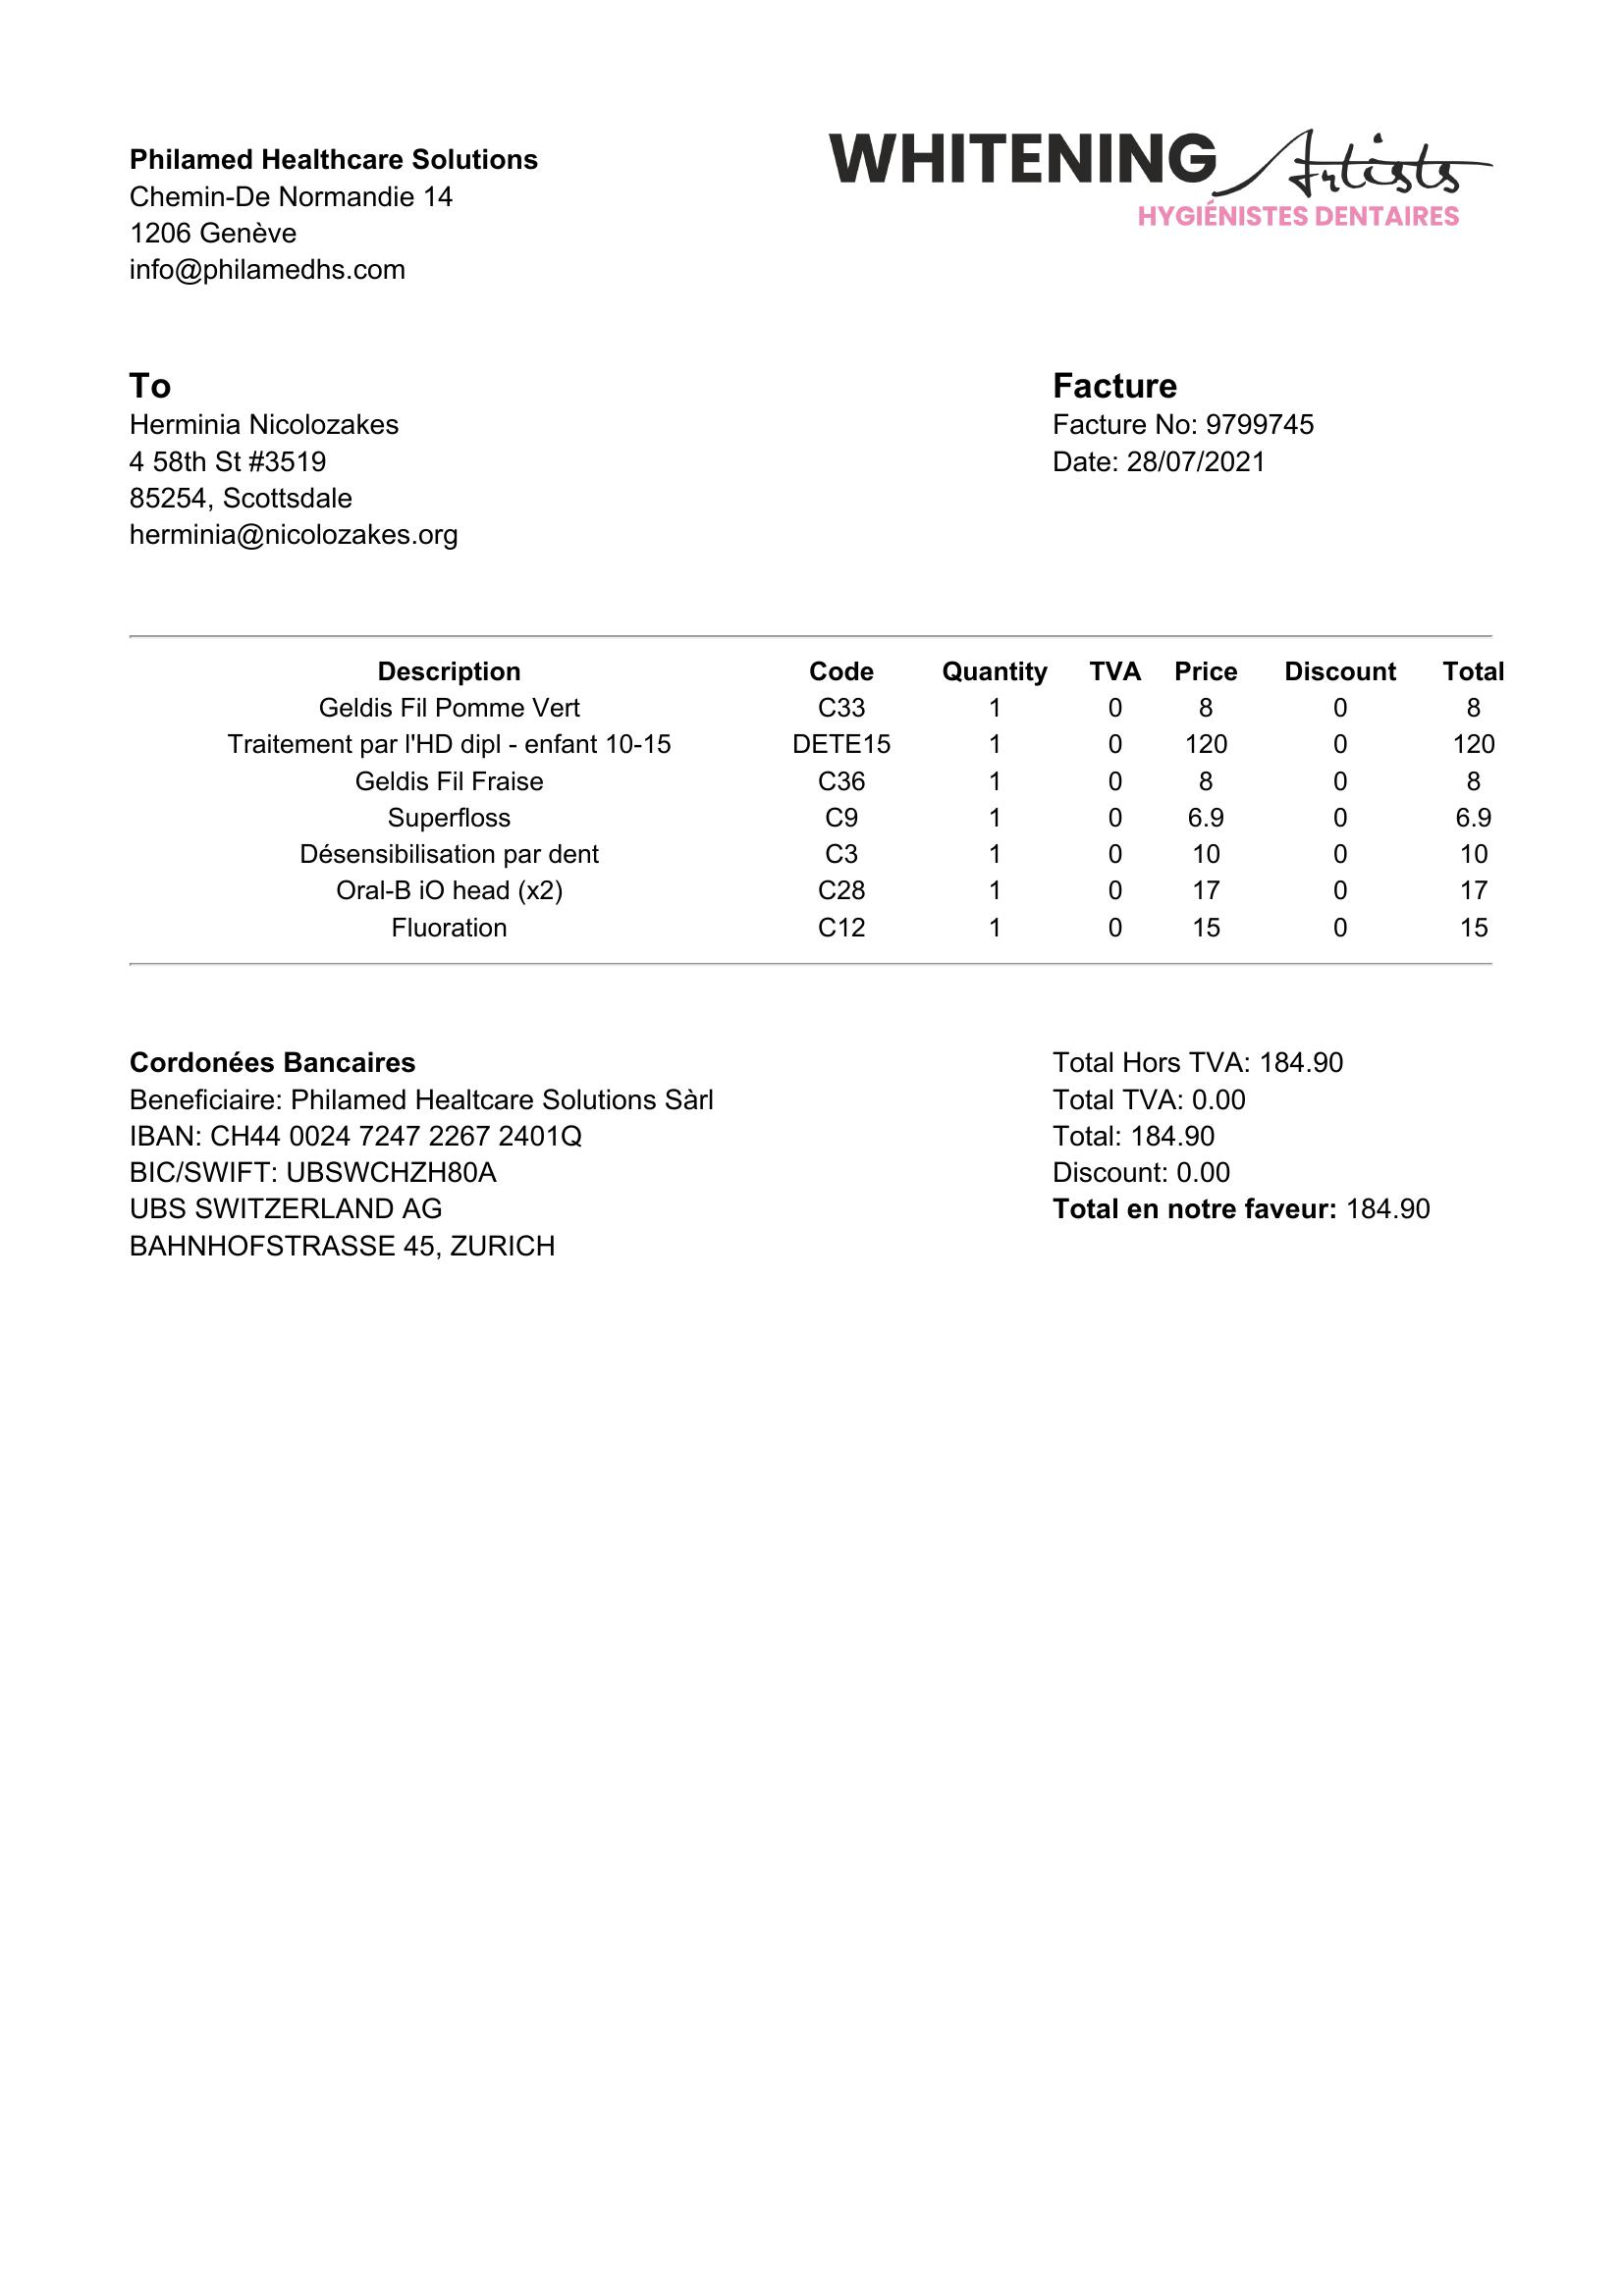 Philamed Healthcare Solutions
Chemin-De Normandie 14
1206 Genève
info@philamedhs.com
WHITENING Artists
HYGIÉNISTES DENTAIRES
To
Herminia Nicolozakes
4 58th St #3519
85254, Scottsdale
herminia@nicolozakes.org
Facture
Facture No: 9799745
Date: 28/07/2021
Description Code Quantity TVA Price Discount Total
Geldis Fil Pomme Vert C33 1 0 8 0 8
Traitement par l'HD dipl - enfant 10-15 DETE15 1 0 120 0 120
Geldis Fil Fraise C36 1 0 8 0 8
Superfloss C9 1 0 6.9 0 6.9
Désensibilisation par dent C3 1 0 10 0 10
Oral-B iO head (x2) C28 1 0 17 0 17
Fluoration C12 1 0 15 0 15
Cordonées Bancaires
Beneficiaire: Philamed Healtcare Solutions Sàrl
IBAN: CH44 0024 7247 2267 2401Q
BIC/SWIFT: UBSWCHZH80A
UBS SWITZERLAND AG
BAHNHOFSTRASSE 45, ZURICH
Total Hors TVA: 184.90
Total TVA: 0.00
Total: 184.90
Discount: 0.00
Total en notre faveur: 184.90